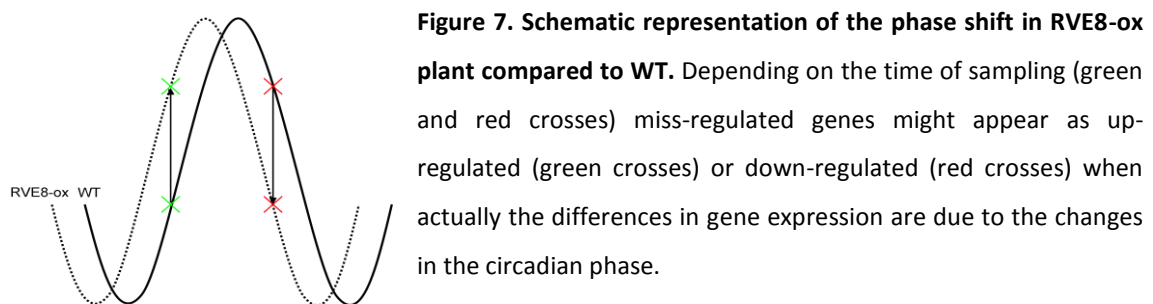 Figure 7. Schematic representation of the phase shift in RVE8-ox
plant compared to WT. Depending on the time of sampling (green
and red crosses) miss-regulated genes might appear as up-
regulated (green crosses) or down-regulated (red crosses) when
actually the differences in gene expression are due to the changes
in the circadian phase.
RVE8-ox WT